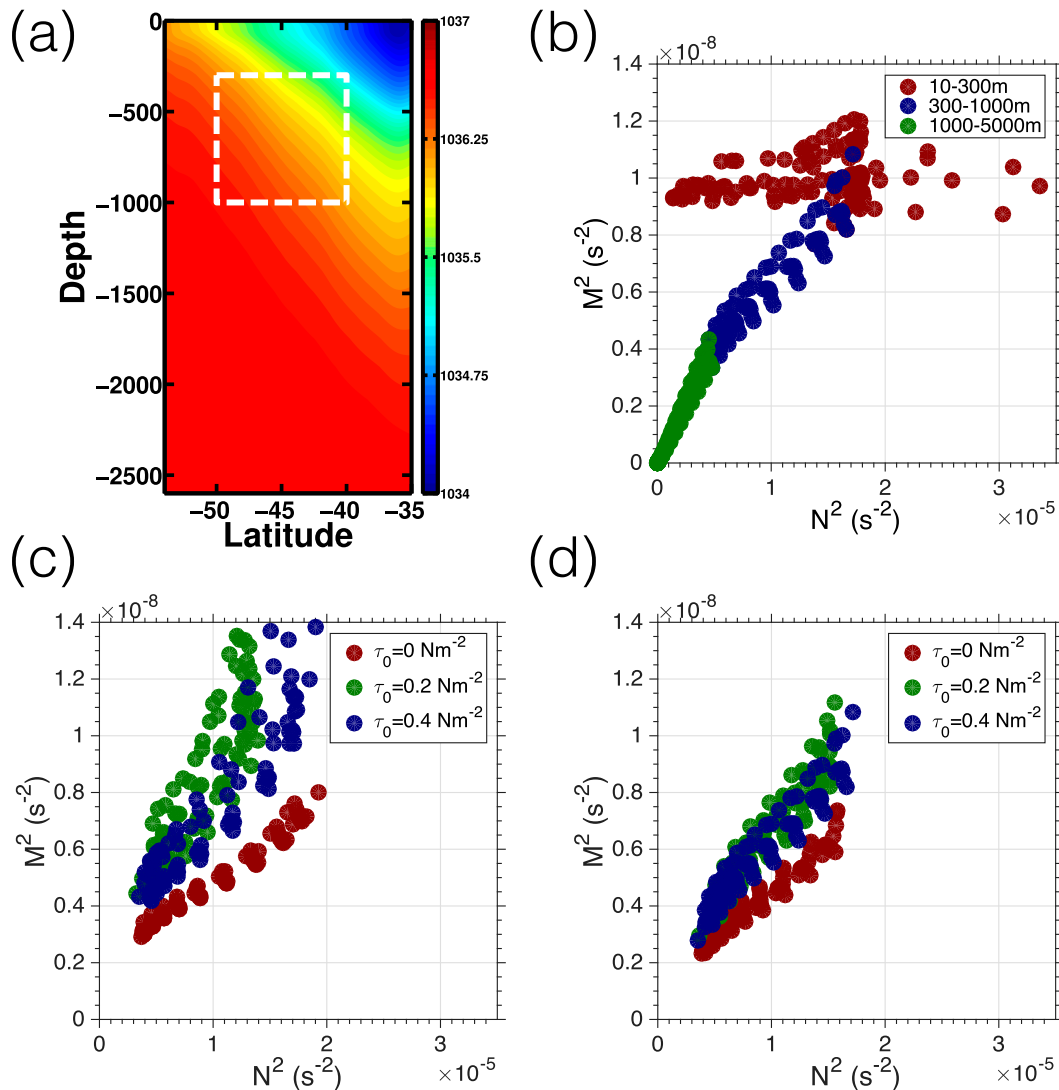 (a)
0
−500
−1000
−1500
−2000
−2500
Depth
−50
−45
−40
−35
Latitude
1037
1036.25
1035.5
1034.75
1034
(b)
×10⁻⁸
1.4
1.2
1
0.8
0.6
0.4
0.2
0
M² (s⁻²)
10-300m
300-1000m
1000-5000m
0
1
2
3
×10⁻⁵
N² (s⁻²)
(c)
×10⁻⁸
1.4
1.2
1
0.8
0.6
0.4
0.2
0
M² (s⁻²)
τ₀=0 Nm⁻²
τ₀=0.2 Nm⁻²
τ₀=0.4 Nm⁻²
0
1
2
3
×10⁻⁵
N² (s⁻²)
(d)
×10⁻⁸
1.4
1.2
1
0.8
0.6
0.4
0.2
0
M² (s⁻²)
τ₀=0 Nm⁻²
τ₀=0.2 Nm⁻²
τ₀=0.4 Nm⁻²
0
1
2
3
×10⁻⁵
N² (s⁻²)